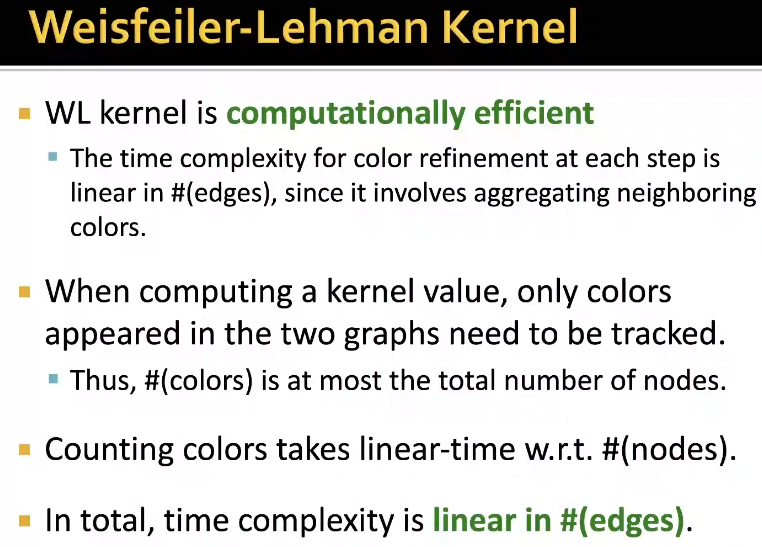 Weisfeiler-Lehman Kernel
WL kernel is computationally efficient
The time complexity for color refinement at each step is
linear in #(edges), since it involves aggregating neighboring
colors.
When computing a kernel value, only colors
appeared in the two graphs need to be tracked.
Thus, #(colors) is at most the total number of nodes.
Counting colors takes linear-time w.r.t. #(nodes).
In total, time complexity is linear in #(edges).